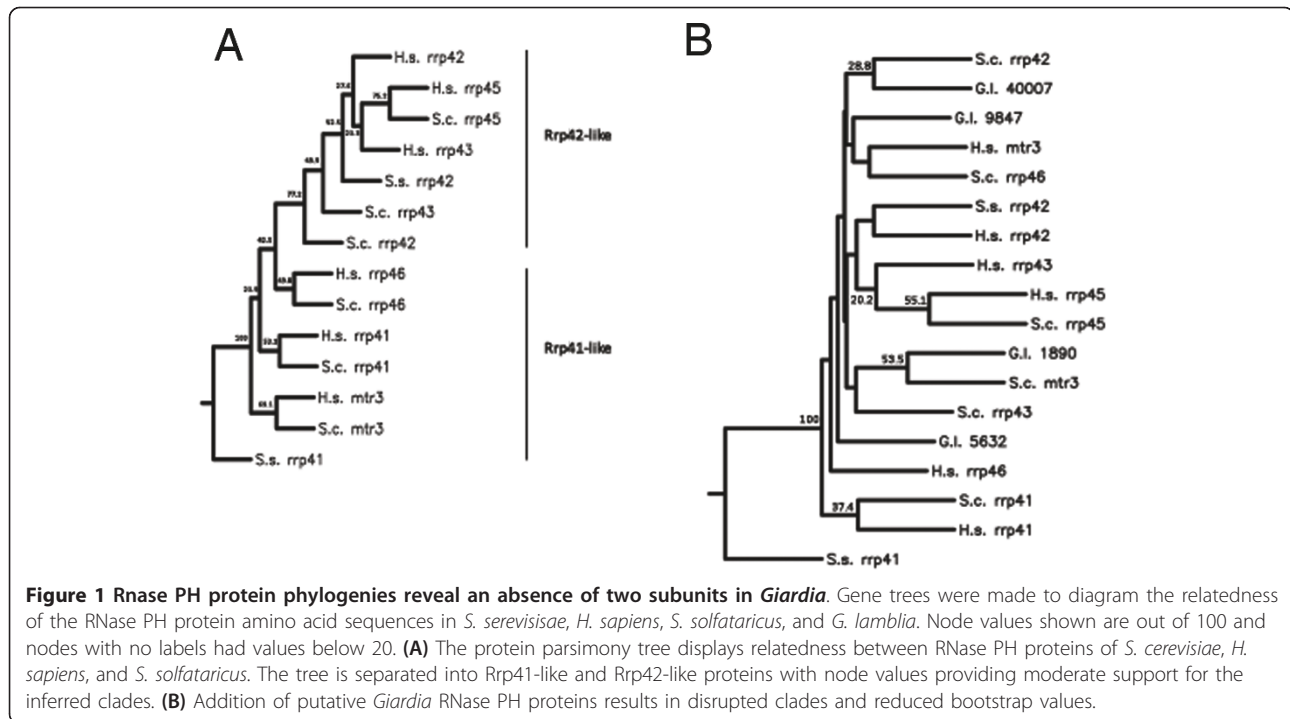 A
H.s. rrp42
H.s. rrp45
S.c. rrp45
H.s. rrp43
S.s. rrp42
S.c. rrp43
S.c. rrp42
H.s. rrp46
S.c. rrp46
H.s. rrp41
S.c. rrp41
H.s. mtr3
S.c. mtr3
S.s. rrp41
Rrp42-like
Rrp41-like
100
B
S.c. rrp42
G.l. 40007
G.l. 9847
H.s. mtr3
S.c. rrp46
S.s. rrp42
H.s. rrp42
H.s. rrp43
H.s. rrp45
S.c. rrp45
G.l. 1890
S.c. mtr3
S.c. rrp43
G.l. 5632
H.s. rrp46
S.c. rrp41
H.s. rrp41
S.s. rrp41
28.8
20.2
55.1
53.5
100
37.4
Figure 1 Rnase PH protein phylogenies reveal an absence of two subunits in Giardia. Gene trees were made to diagram the relatedness
of the RNase PH protein amino acid sequences in S. serevisisae, H. sapiens, S. solfataricus, and G. lamblia. Node values shown are out of 100 and
nodes with no labels had values below 20. (A) The protein parsimony tree displays relatedness between RNase PH proteins of S. cerevisiae, H.
sapiens, and S. solfataricus. The tree is separated into Rrp41-like and Rrp42-like proteins with node values providing moderate support for the
inferred clades. (B) Addition of putative Giardia RNase PH proteins results in disrupted clades and reduced bootstrap values.